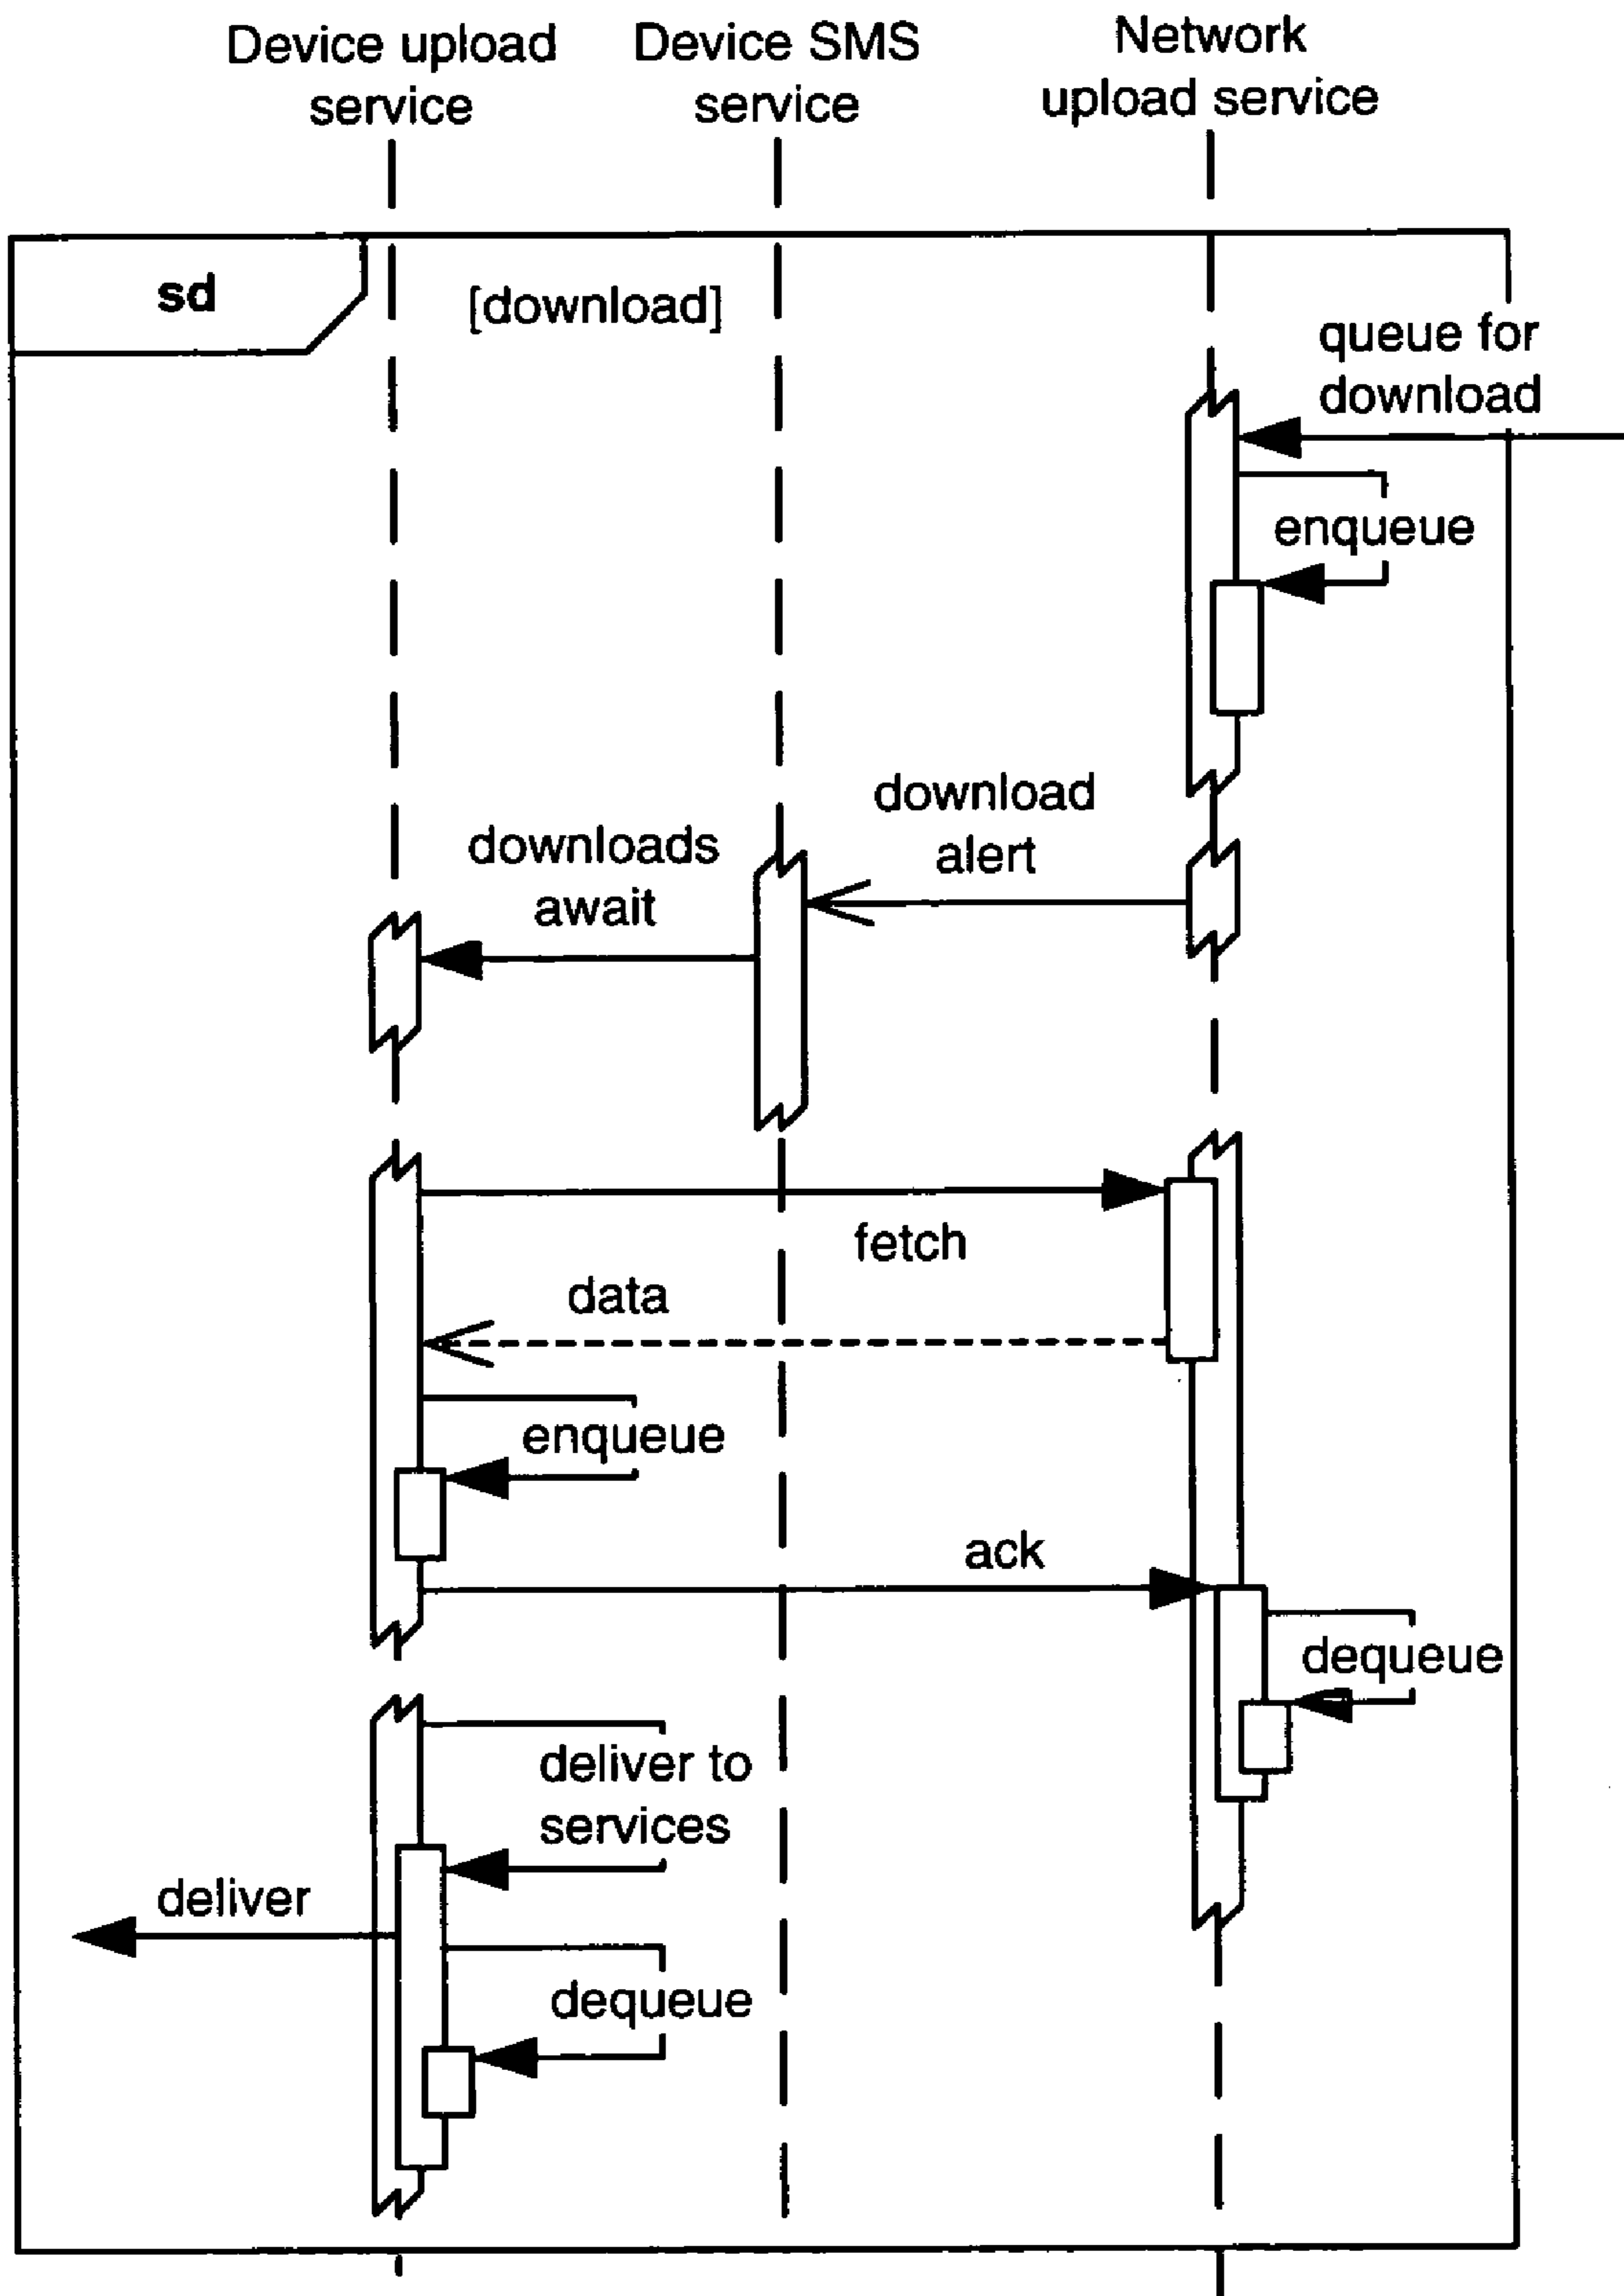 Device upload
service
Device SMS
service
Network
upload service
sd
[download]
queue for
download
enqueue
download
alert
downloads
await
fetch
data
enqueue
ack
dequeue
deliver to
services
deliver
dequeue